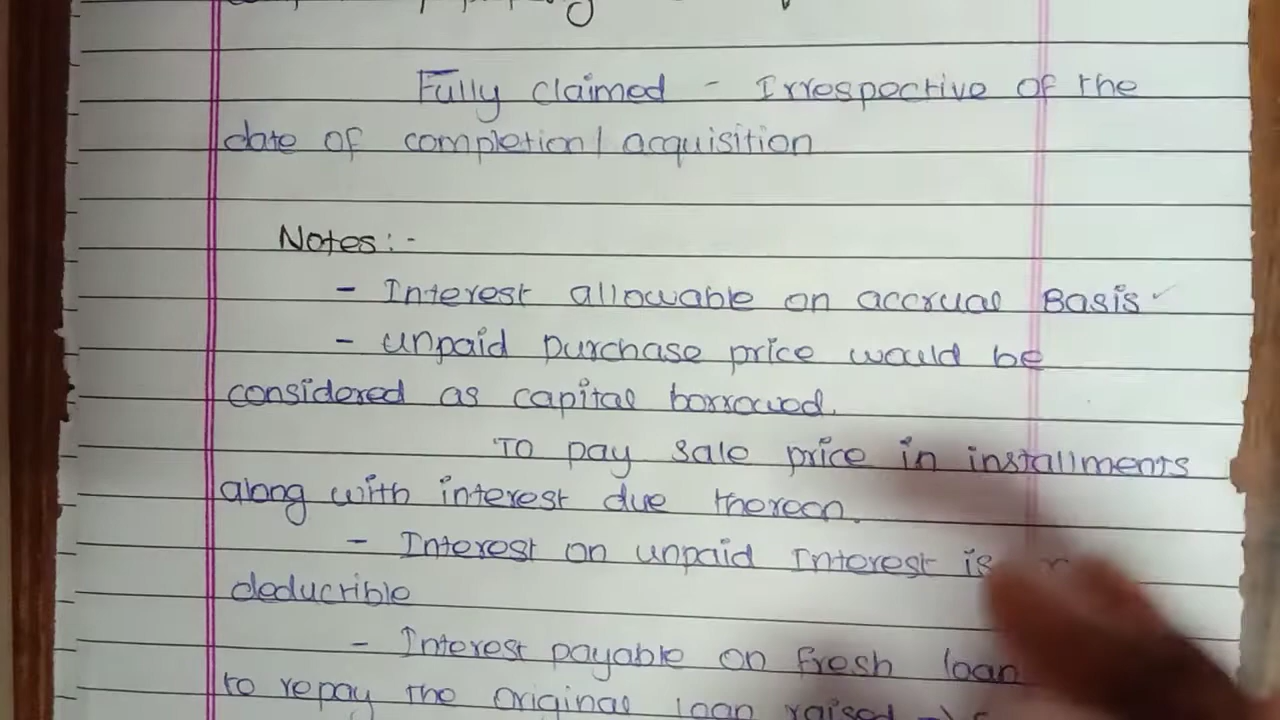 Fully claimed - Irrespective of the
date of completion/ acquisition
Notes:-
- Interest allowable on accrual Basis
- unpaid purchase price would be
considered as capital borrowed.
To pay sale price in installments
along with interest due thereon.
- Interest on unpaid Interest is
deductible
- Interest payable on fresh loan
to repay the original loan raised